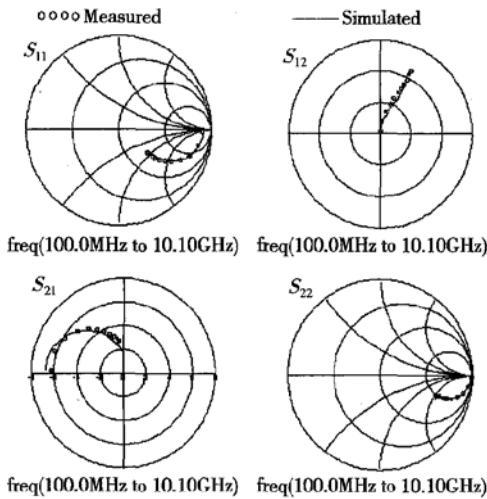 oooo Measured —— Simulated
S11
S12
freq(100.0MHz to 10.10GHz)
freq(100.0MHz to 10.10GHz)
S21
S22
freq(100.0MHz to 10.10GHz)
freq(100.0MHz to 10.10GHz)